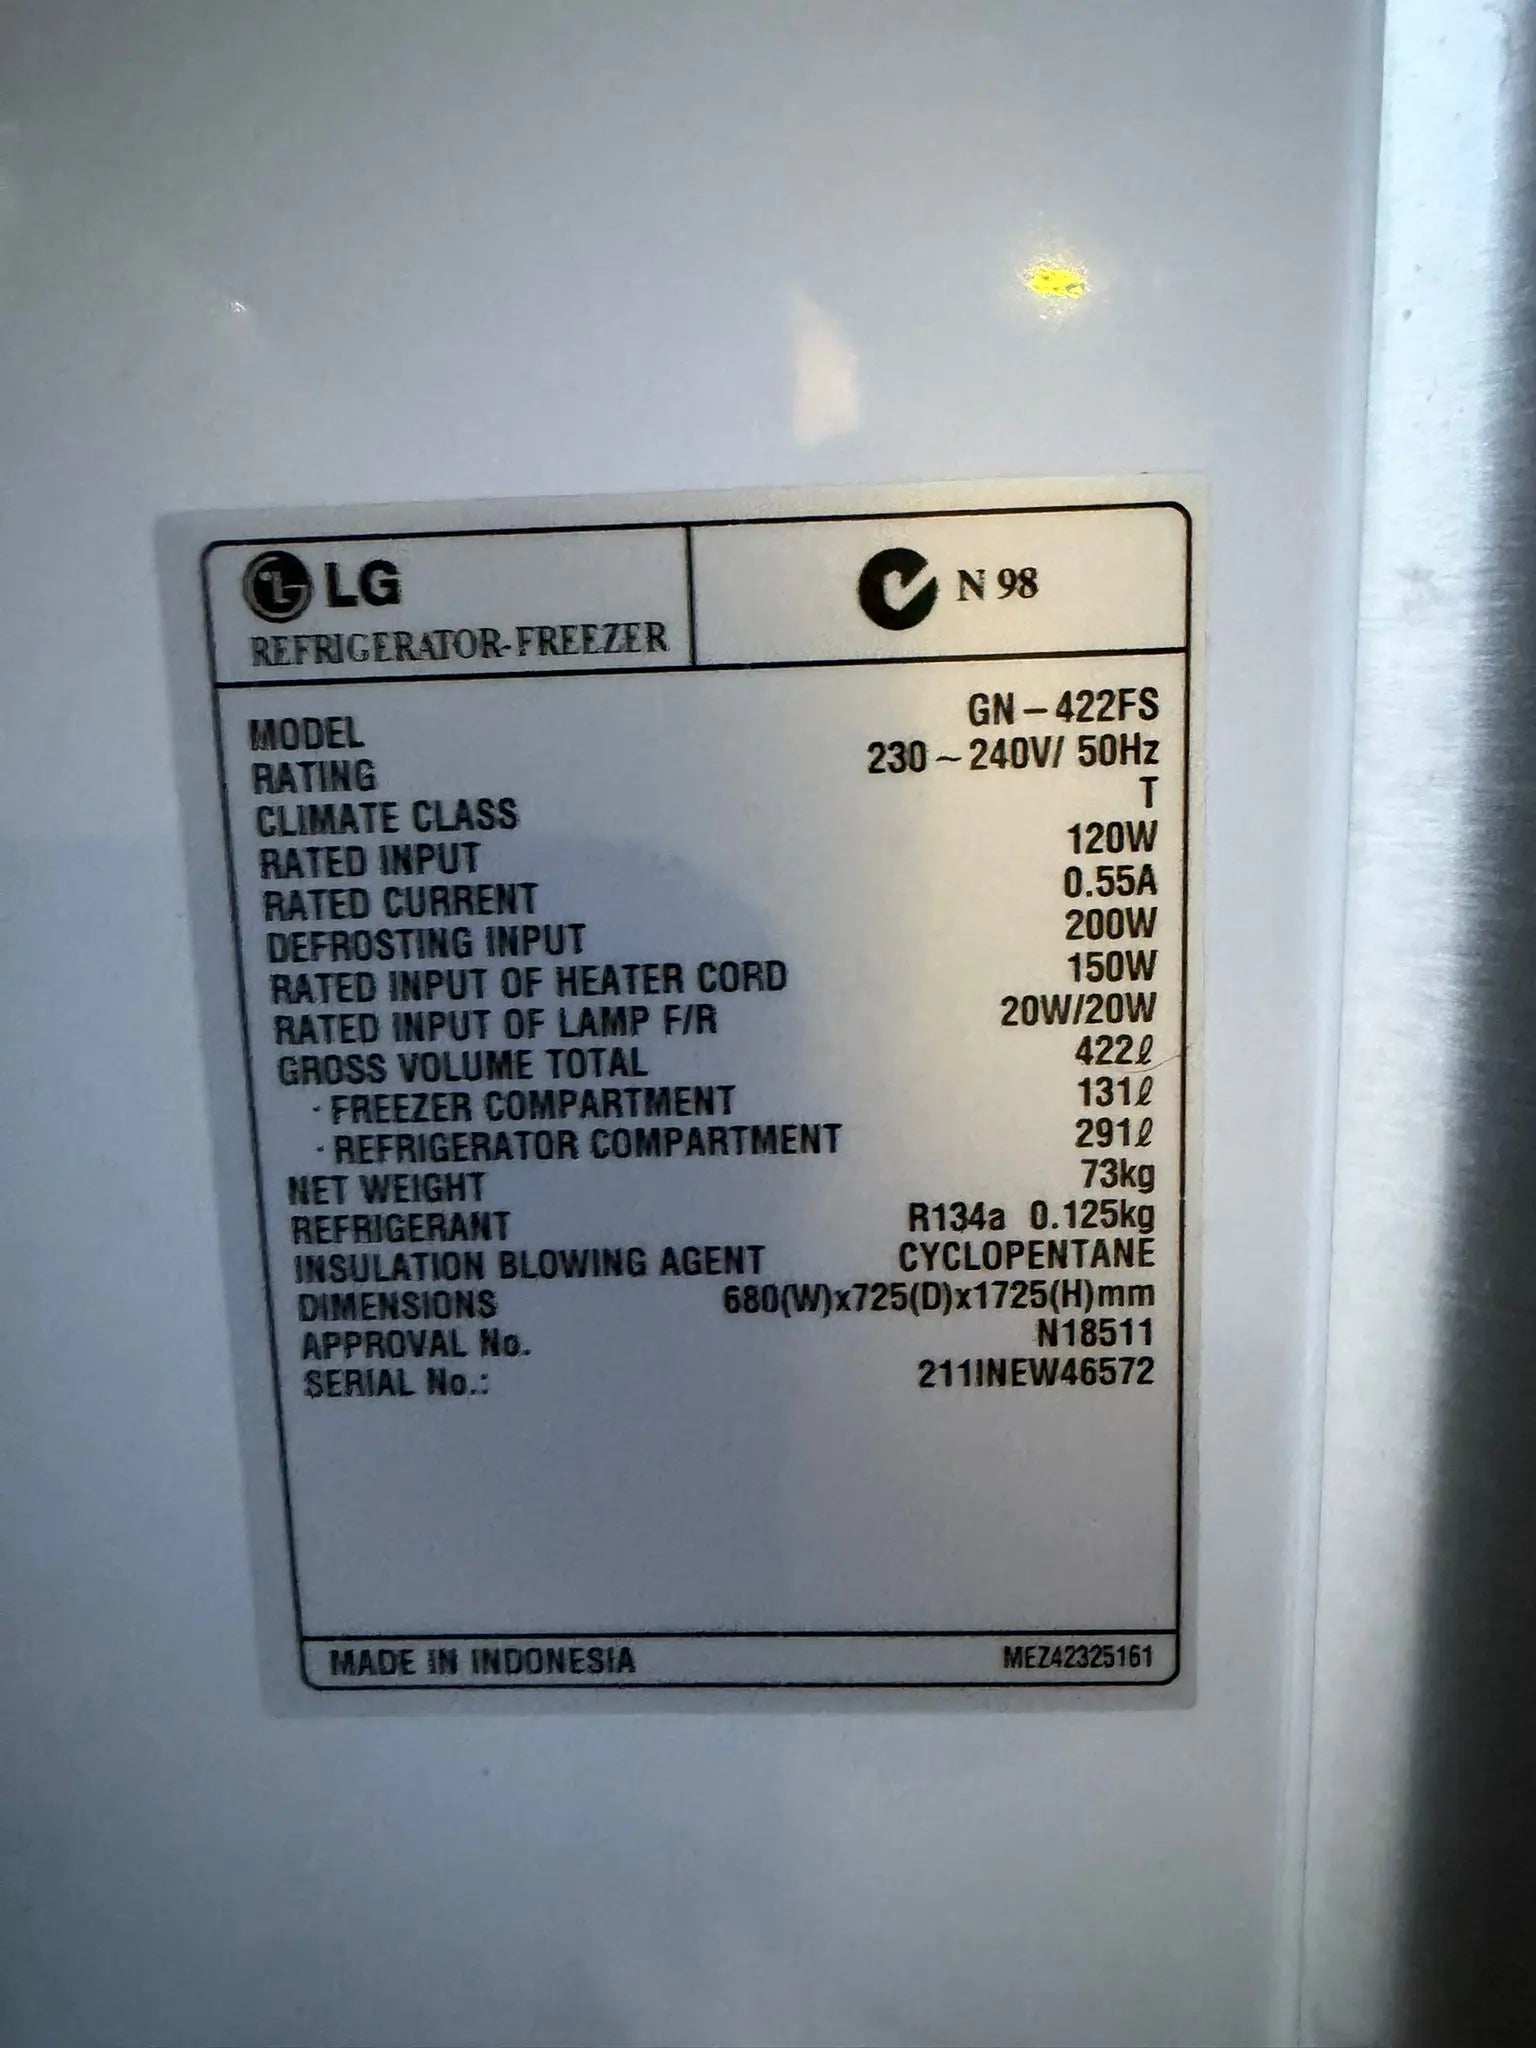 LG
REFRIGERATOR-FREEZER
N 98
MODEL GN-422FS
RATING 230~240V/ 50Hz
CLIMATE CLASS T
RATED INPUT 120W
RATED CURRENT 0.55A
DEFROSTING INPUT 200W
RATED INPUT OF HEATER CORD 150W
RATED INPUT OF LAMP F/R 20W/20W
GROSS VOLUME TOTAL 422ℓ
· FREEZER COMPARTMENT 131ℓ
· REFRIGERATOR COMPARTMENT 291ℓ
NET WEIGHT 73kg
REFRIGERANT R134a 0.125kg
INSULATION BLOWING AGENT CYCLOPENTANE
DIMENSIONS 680(W)x725(D)x1725(H)mm
APPROVAL No. N18511
SERIAL No.: 211INEW46572
MADE IN INDONESIA MEZ42325161